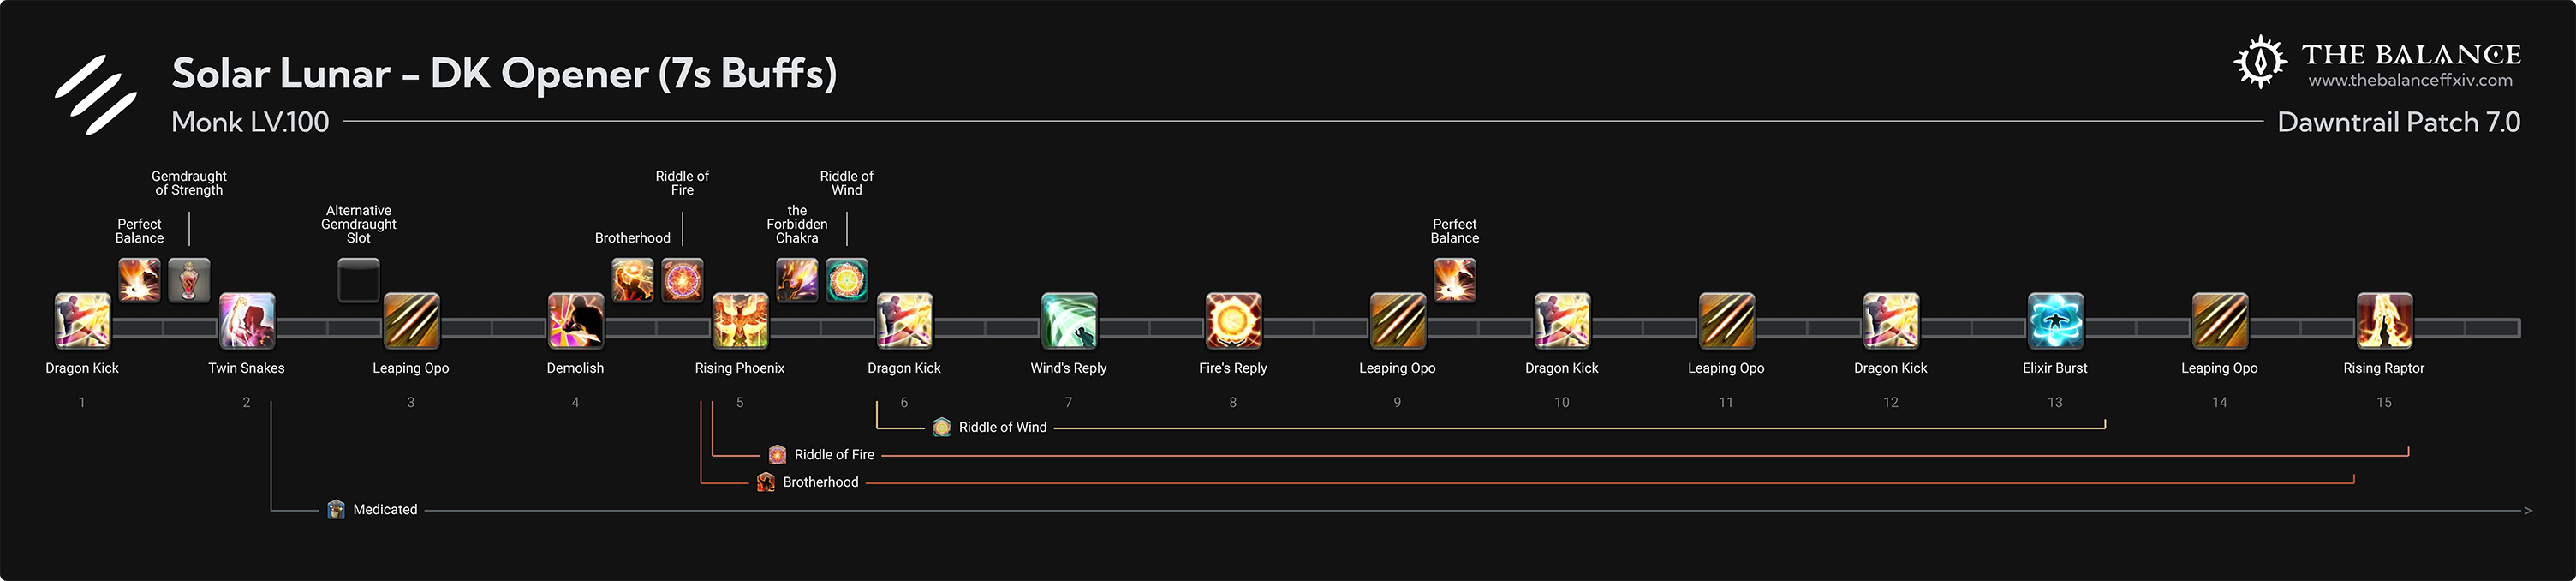 Solar Lunar - DK Opener (7s Buffs)
THE BALANCE
www.thebalanceffxiv.com
Monk LV.100
Dawntrail Patch 7.0
Gemdraught
of Strength
Riddle of
Fire
Riddle of
Wind
Perfect
Balance
Alternative
Gemdraught
Slot
Brotherhood
the
Forbidden
Chakra
Perfect
Balance
Dragon Kick
Twin Snakes
Leaping Opo
Demolish
Rising Phoenix
Dragon Kick
Wind's Reply
Fire's Reply
Leaping Opo
Dragon Kick
Leaping Opo
Dragon Kick
Elixir Burst
Leaping Opo
Rising Raptor
1
2
3
4
5
6
7
8
9
10
11
12
13
14
15
Riddle of Wind
Riddle of Fire
Brotherhood
Medicated